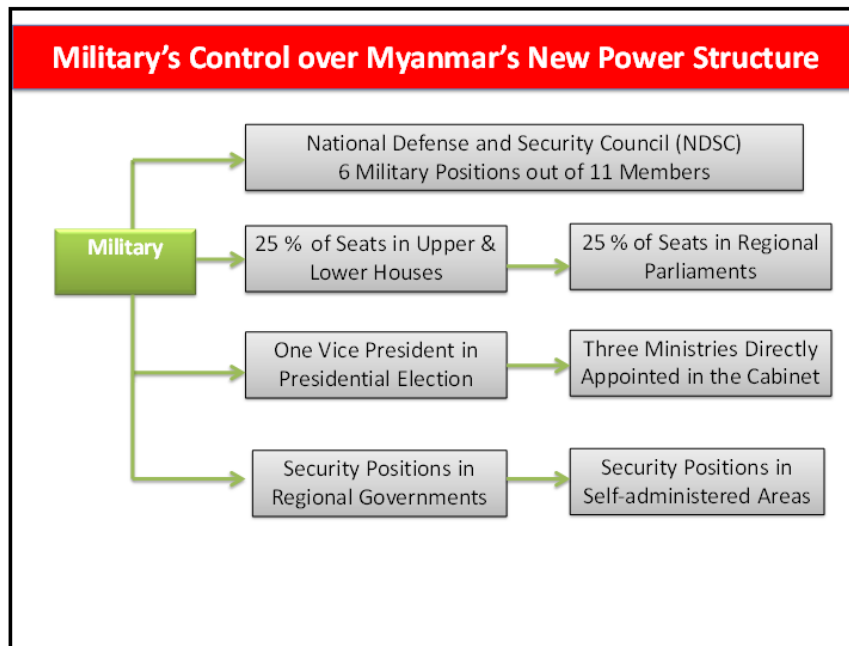 Military’s Control over Myanmar’s New Power Structure
National Defense and Security Council (NDSC)
6 Military Positions out of 11 Members
Military
25 % of Seats in Upper &
Lower Houses
25 % of Seats in Regional
Parliaments
One Vice President in
Presidential Election
Three Ministries Directly
Appointed in the Cabinet
Security Positions in
Regional Governments
Security Positions in
Self-administered Areas